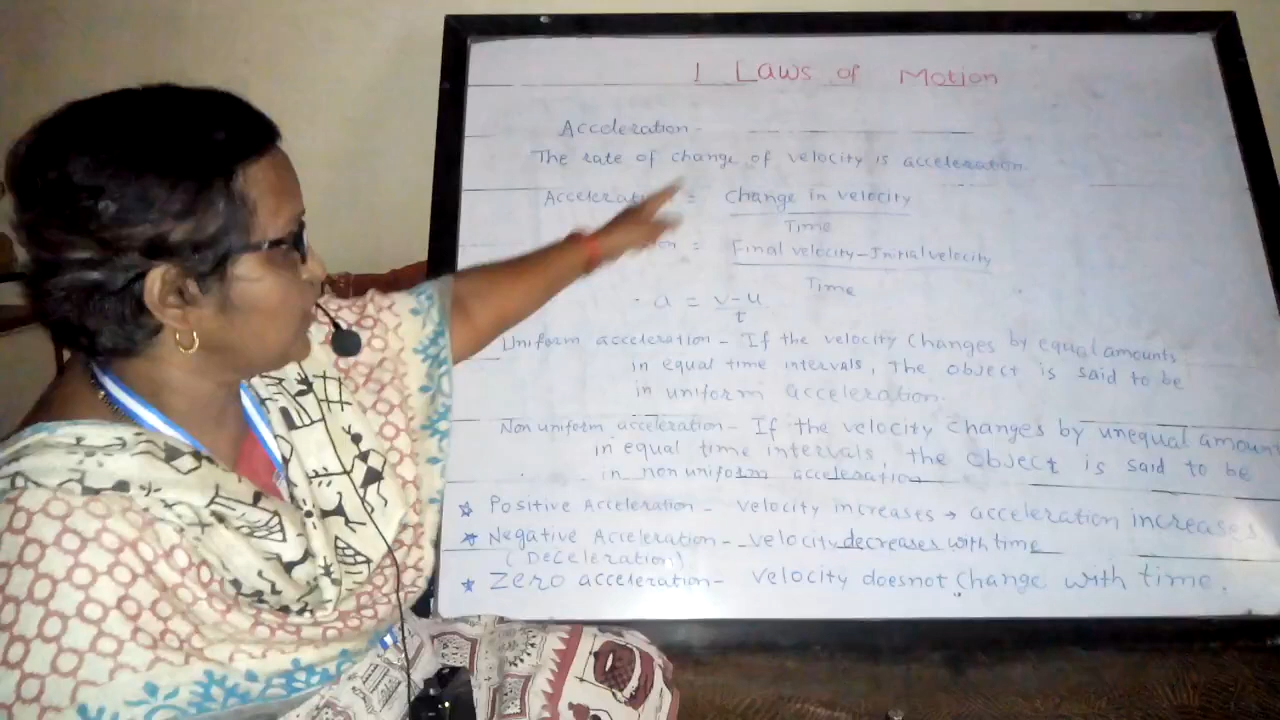 1 Laws of Motion
Acceleration -
The rate of change of velocity is acceleration.
= Change in velocity
Time
= Final velocity - Initial velocity
Time
a = v-u
t
Uniform acceleration - If the velocity changes by equal amounts
in equal time intervals, The object is said to be
in uniform acceleration.
Non uniform acceleration - If the velocity changes by unequal amoun
in equal time intervals, the object is said to be
in non uniform acceleration
☆ Positive Acceleration - velocity increases → acceleration increases
★ Negative Acceleration - velocity decreases with time
(Deceleration)
★ Zero acceleration - velocity doesnot change with time.